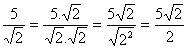 5/√2 = 5.√2/√2.√2 = 5√2/√2² = 5√2/2